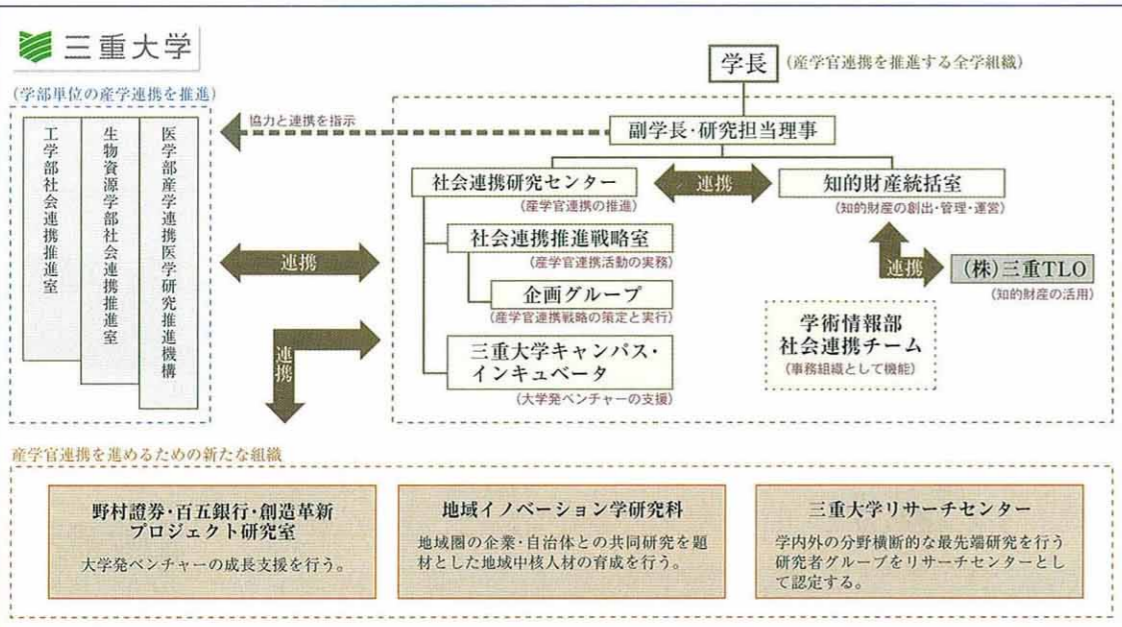 三重大学
学長
(産学官連携を推進する全学組織)
(学部単位の産学連携を推進)
協力と連携を指示
副学長・研究担当理事
工学部社会連携推進室
生物資源学部社会連携推進室
医学部産学連携医学研究推進機構
社会連携研究センター
(産学官連携の推進)
連携
知的財産統括室
(知的財産の創出・管理・運営)
社会連携推進戦略室
(産学官連携活動の実務)
連携
連携
(株)三重TLO
(知的財産の活用)
企画グループ
(産学官連携戦略の策定と実行)
学術情報部
社会連携チーム
(事務組織として機能)
連携
三重大学キャンパス・
インキュベータ
(大学発ベンチャーの支援)
産学官連携を進めるための新たな組織
野村證券・百五銀行・創造革新
プロジェクト研究室
大学発ベンチャーの成長支援を行う。
地域イノベーション学研究科
地域圏の企業・自治体との共同研究を題
材とした地域中核人材の育成を行う。
三重大学リサーチセンター
学内外の分野横断的な最先端研究を行う
研究者グループをリサーチセンターとし
て認定する。